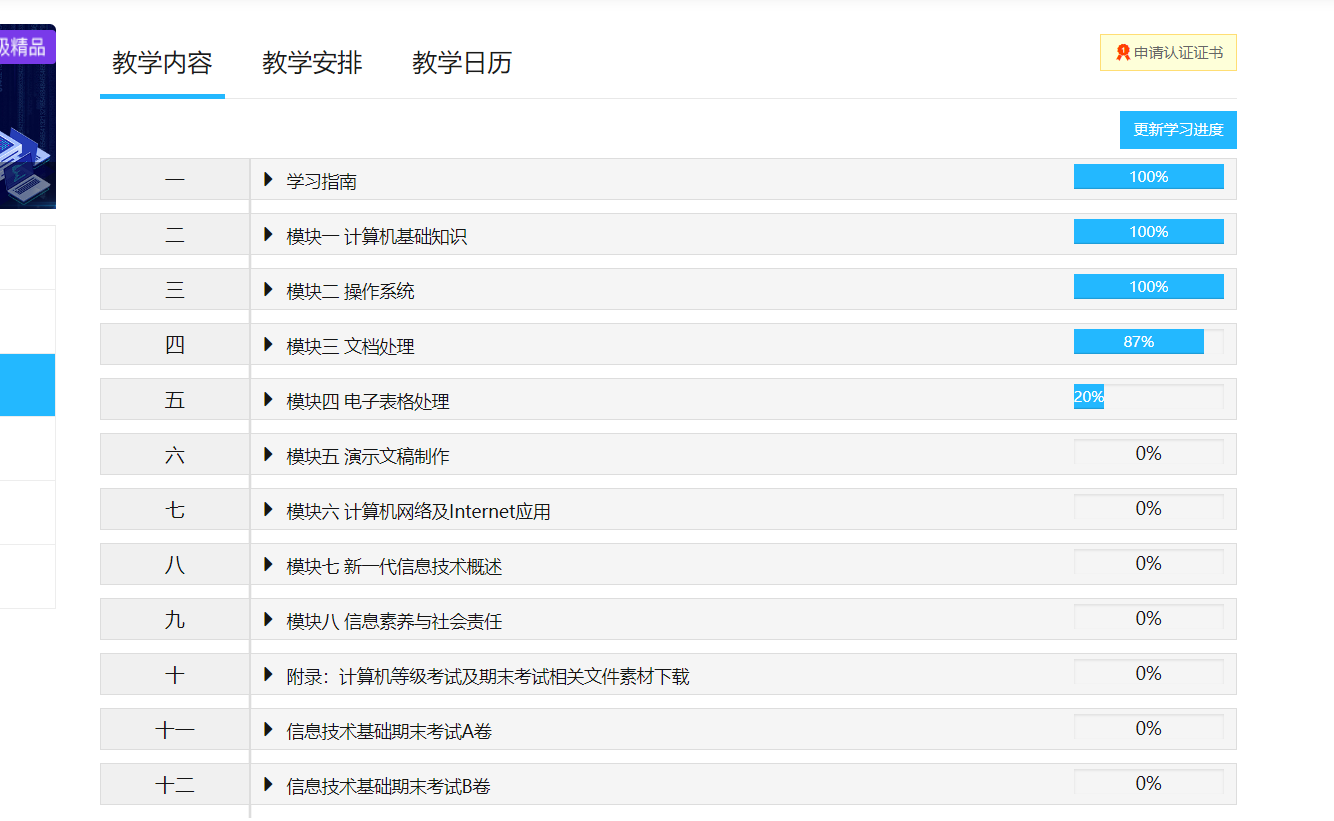 级精品
教学内容 教学安排 教学日历 申请认证证书
更新学习进度
一 学习指南 100%
二 模块一 计算机基础知识 100%
三 模块二 操作系统 100%
四 模块三 文档处理 87%
五 模块四 电子表格处理 20%
六 模块五 演示文稿制作 0%
七 模块六 计算机网络及Internet应用 0%
八 模块七 新一代信息技术概述 0%
九 模块八 信息素养与社会责任 0%
十 附录：计算机等级考试及期末考试相关文件素材下载 0%
十一 信息技术基础期末考试A卷 0%
十二 信息技术基础期末考试B卷 0%